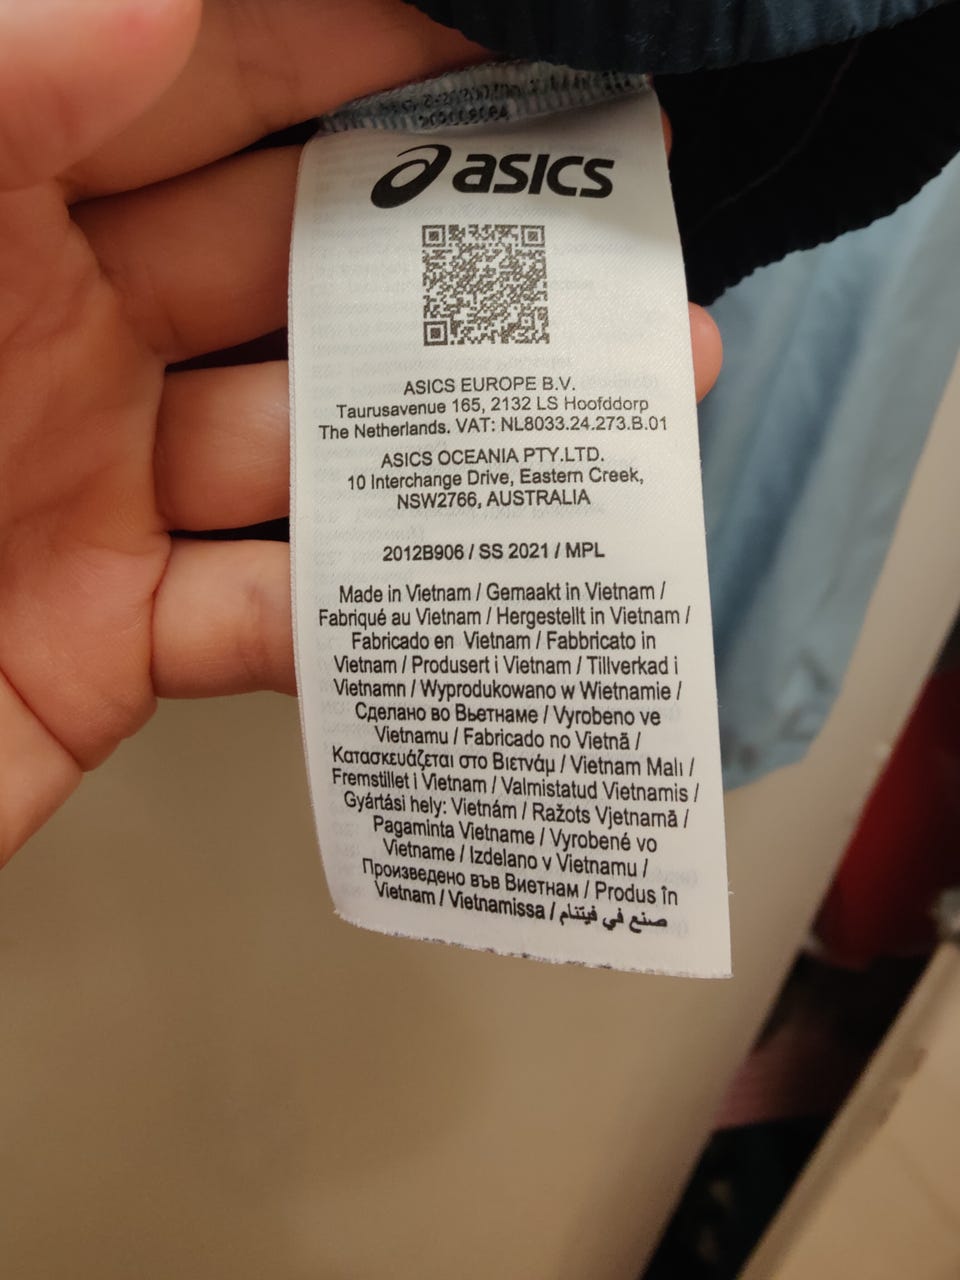 asics
ASICS EUROPE B.V.
Taurusavenue 165, 2132 LS Hoofddorp
The Netherlands. VAT: NL8033.24.273.B.01
ASICS OCEANIA PTY.LTD.
10 Interchange Drive, Eastern Creek,
NSW2766, AUSTRALIA
2012B906 / SS 2021 / MPL
Made in Vietnam / Gemaakt in Vietnam /
Fabriqué au Vietnam / Hergestellt in Vietnam /
Fabricado en Vietnam / Fabbricato in
Vietnam / Produsert i Vietnam / Tillverkad i
Vietnamn / Wyprodukowano w Wietnamie /
Сделано во Вьетнаме / Vyrobeno ve
Vietnamu / Fabricado no Vietnã /
Κατασκευάζεται στο Βιετνάμ / Vietnam Malı /
Fremstillet i Vietnam / Valmistatud Vietnamis /
Gyártási hely: Vietnám / Ražots Vjetnamā /
Pagaminta Vietname / Vyrobené vo
Vietname / Izdelano v Vietnamu /
Произведено във Виетнам / Produs în
Vietnam / Vietnamissa / صنع في فيتنام